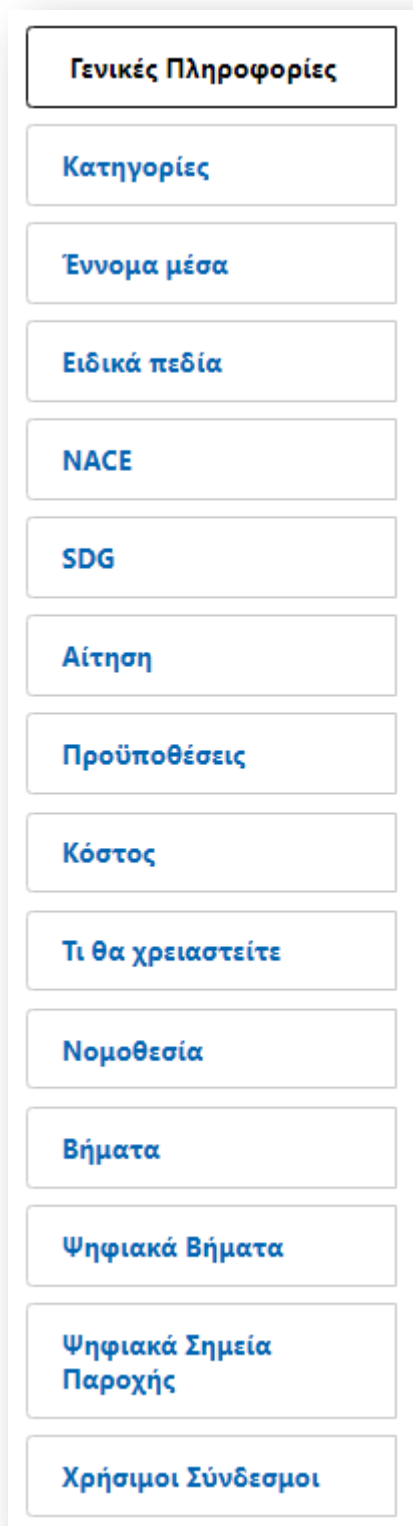 Γενικές Πληροφορίες
Κατηγορίες
Έννομα μέσα
Ειδικά πεδία
NACE
SDG
Αίτηση
Προϋποθέσεις
Κόστος
Τι θα χρειαστείτε
Νομοθεσία
Βήματα
Ψηφιακά Βήματα
Ψηφιακά Σημεία
Παροχής
Χρήσιμοι Σύνδεσμοι